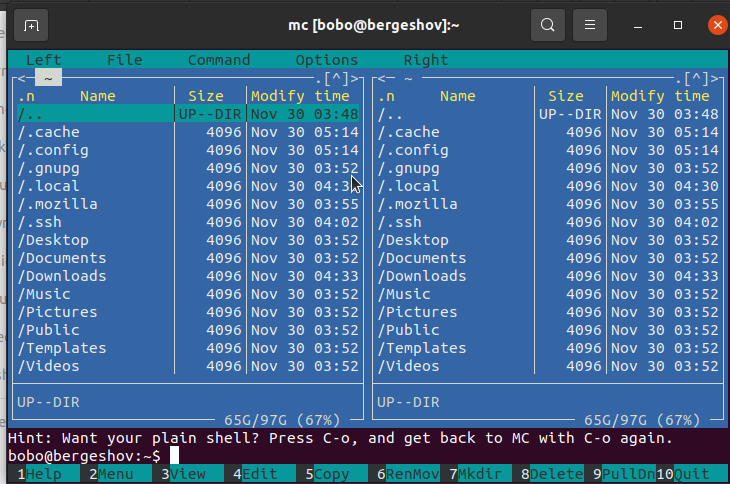 mc [bobo@bergeshov]:~
Left File Command Options Right
<─ ~ .[^]> <─ ~ .[^]>
.n Name Size Modify time .n Name Size Modify time
/.. UP--DIR Nov 30 03:48 /.. UP--DIR Nov 30 03:48
/.cache 4096 Nov 30 05:14 /.cache 4096 Nov 30 05:14
/.config 4096 Nov 30 05:14 /.config 4096 Nov 30 05:14
/.gnupg 4096 Nov 30 03:52 /.gnupg 4096 Nov 30 03:52
/.local 4096 Nov 30 04:30 /.local 4096 Nov 30 04:30
/.mozilla 4096 Nov 30 03:55 /.mozilla 4096 Nov 30 03:55
/.ssh 4096 Nov 30 04:02 /.ssh 4096 Nov 30 04:02
/Desktop 4096 Nov 30 03:52 /Desktop 4096 Nov 30 03:52
/Documents 4096 Nov 30 03:52 /Documents 4096 Nov 30 03:52
/Downloads 4096 Nov 30 04:33 /Downloads 4096 Nov 30 04:33
/Music 4096 Nov 30 03:52 /Music 4096 Nov 30 03:52
/Pictures 4096 Nov 30 03:52 /Pictures 4096 Nov 30 03:52
/Public 4096 Nov 30 03:52 /Public 4096 Nov 30 03:52
/Templates 4096 Nov 30 03:52 /Templates 4096 Nov 30 03:52
/Videos 4096 Nov 30 03:52 /Videos 4096 Nov 30 03:52
UP--DIR UP--DIR
65G/97G (67%) 65G/97G (67%)
Hint: Want your plain shell? Press C-o, and get back to MC with C-o again.
bobo@bergeshov:~$
1Help 2Menu 3View 4Edit 5Copy 6RenMov 7Mkdir 8Delete 9PullDn 10Quit